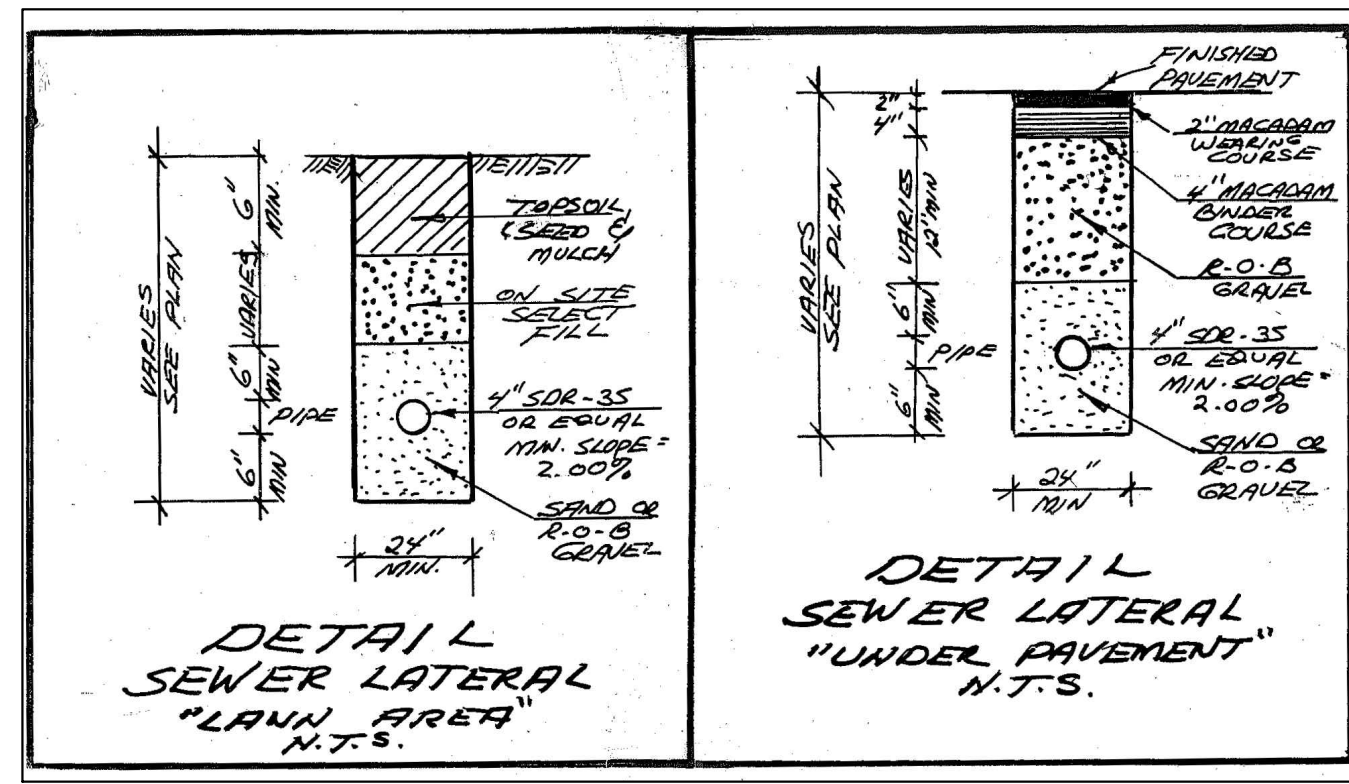 VARIES
SEE PLAN
6"
MIN.
VARIES
6"
MIN
PIPE
6"
MIN
TOPSOIL
SEED &
MULCH
ON SITE
SELECT
FILL
4" SDR-35
OR EQUAL
MIN. SLOPE =
2.00%
SAND OR
R-O-B
GRAVEL
24"
MIN.
DETAIL
SEWER LATERAL
"LAWN AREA"
N.T.S.
FINISHED
PAVEMENT
2"
4"
VARIES
SEE PLAN
VARIES
12" MIN
6"
MIN
PIPE
6"
MIN
2" MACADAM
WEARING
COURSE
4" MACADAM
BINDER
COURSE
R-O-B
GRAVEL
4" SDR-35
OR EQUAL
MIN. SLOPE =
2.00%
SAND OR
R-O-B
GRAVEL
24"
MIN
DETAIL
SEWER LATERAL
"UNDER PAVEMENT"
N.T.S.